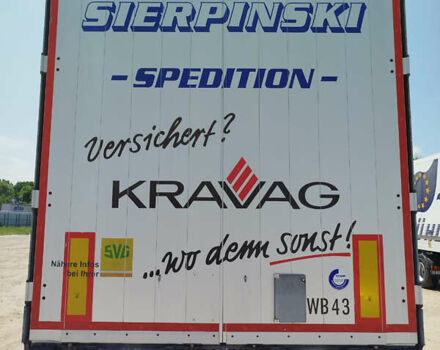 SIERPINSKI
- SPEDITION -
versichert?
KRAVAG
...wo denn sonst!
Nähere Infos
bei Ihrer
SVG
WB 43